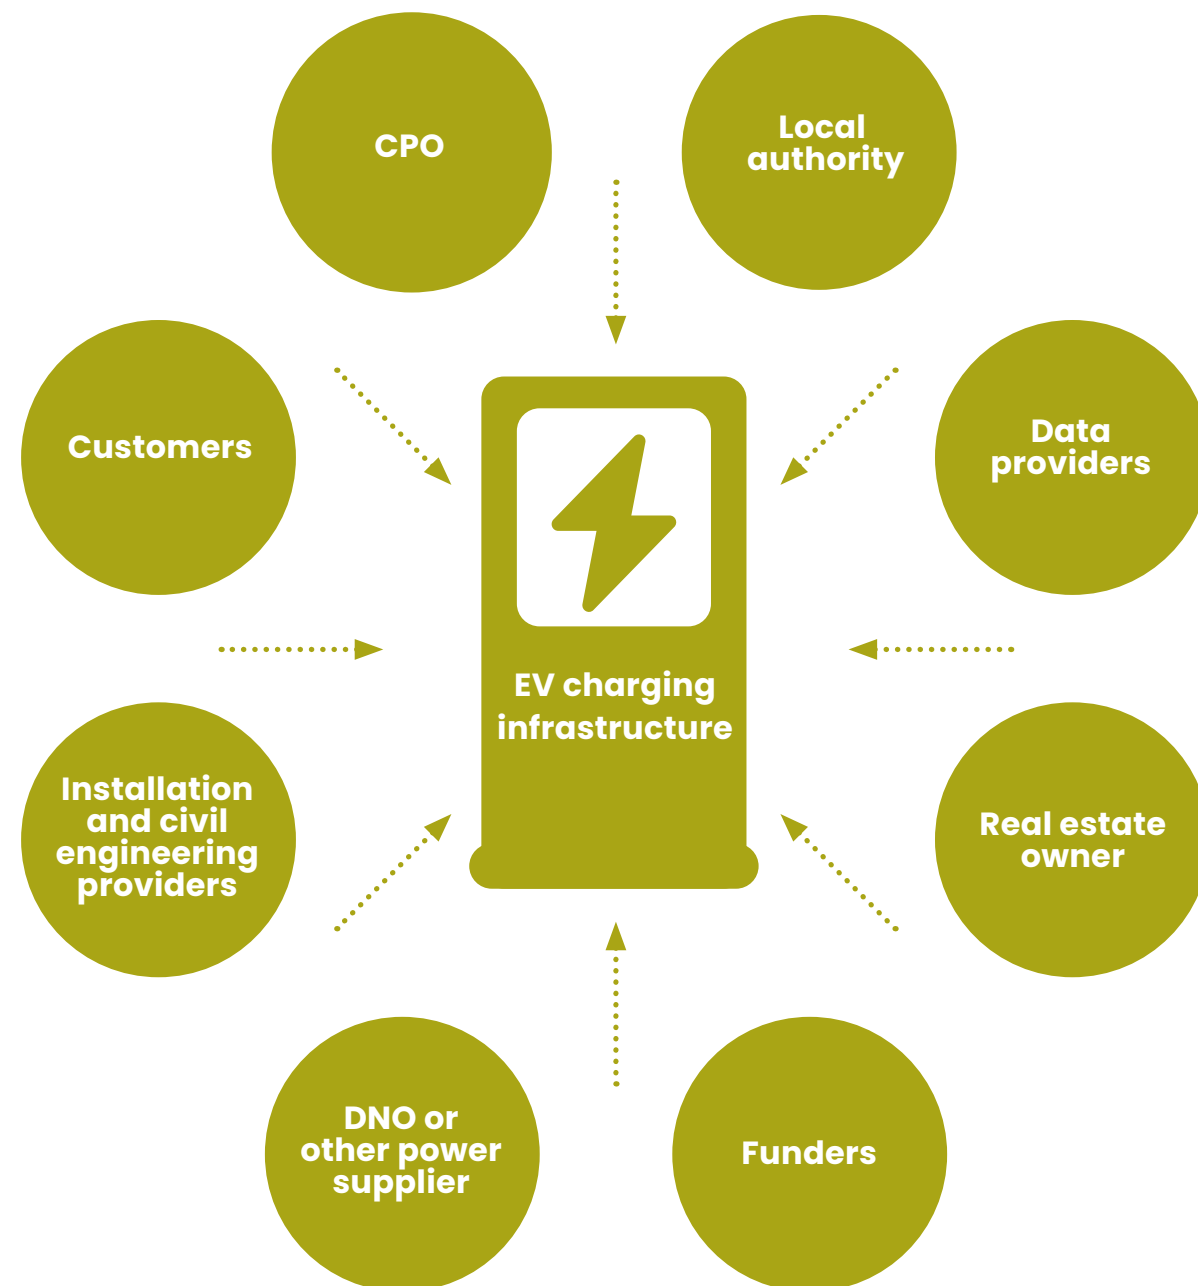 CPO
Local
authority
Customers
Data
providers
EV charging
infrastructure
Installation
and civil
engineering
providers
Real estate
owner
DNO or
other power
supplier
Funders